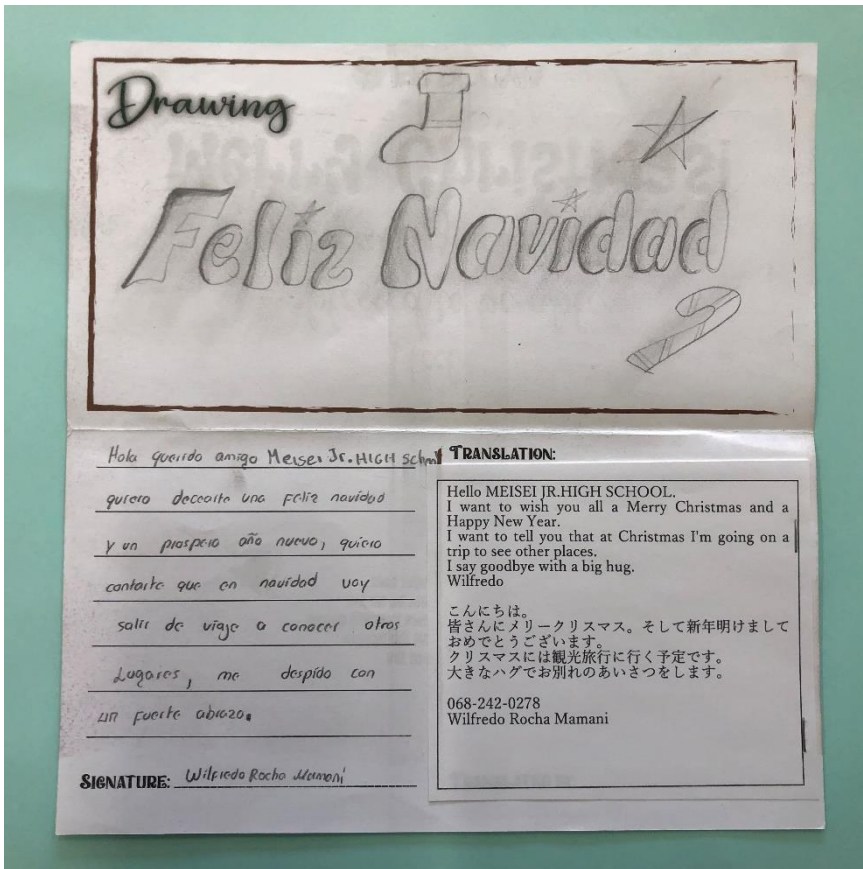 Drawing
Feliz Navidad
Hola querido amigo Meisei Jr. HIGH School
quiero decearte una Feliz navidad
y un prospero año nuevo, quiero
contarte que en navidad voy
salir de viaje a conocer otros
Lugares, me despido con
un fuerte abrazo.
SIGNATURE: Wilfredo Rocha Mamani
TRANSLATION:
Hello MEISEI JR.HIGH SCHOOL.
I want to wish you all a Merry Christmas and a
Happy New Year.
I want to tell you that at Christmas I'm going on a
trip to see other places.
I say goodbye with a big hug.
Wilfredo
こんにちは。
皆さんにメリークリスマス。そして新年明けまして
おめでとうございます。
クリスマスには観光旅行に行く予定です。
大きなハグでお別れのあいさつをします。
068-242-0278
Wilfredo Rocha Mamani